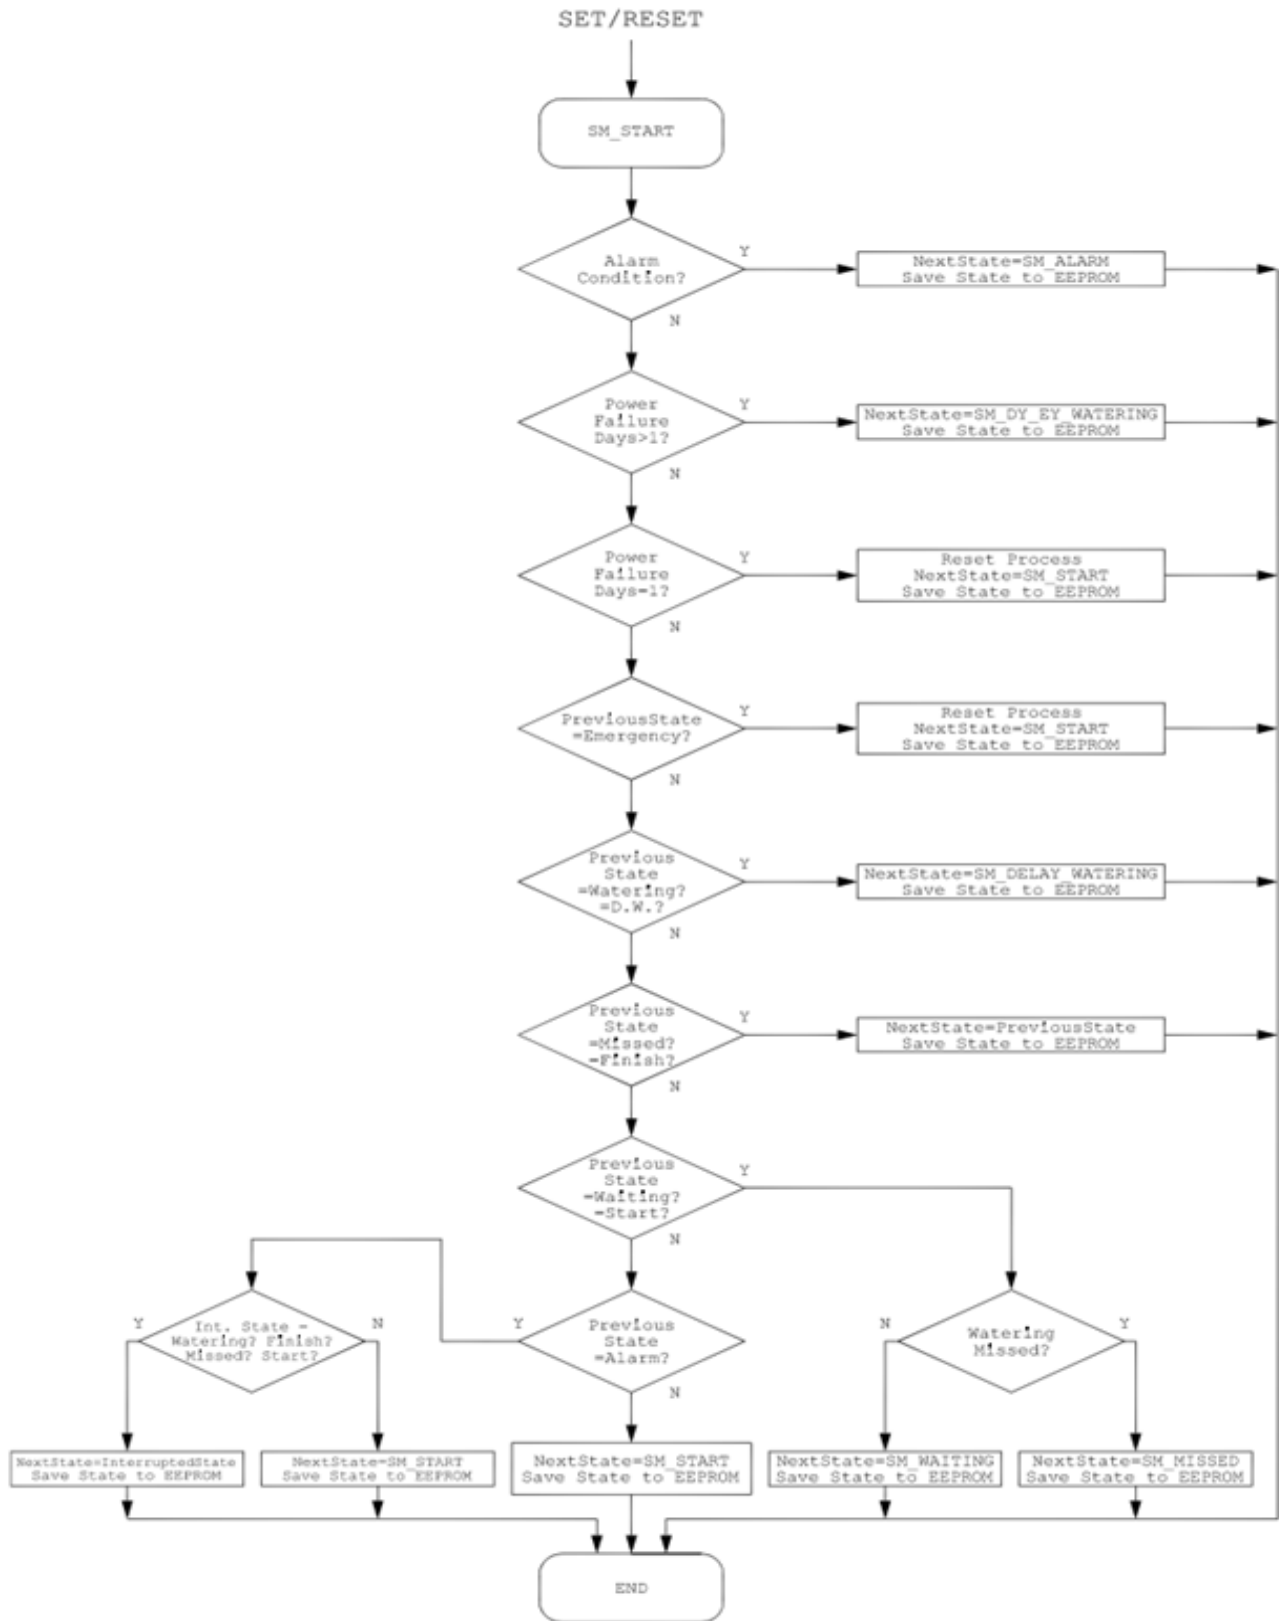 SET/RESET
SM_START
Alarm
Condition?
Y
NextState=SM_ALARM
Save State to EEPROM
N
Power
Failure
Days>1?
Y
NextState=SM_DY_EY_WATERING
Save State to EEPROM
N
Power
Failure
Days=1?
Y
Reset Process
NextState=SM_START
Save State to EEPROM
N
PreviousState
=Emergency?
Y
Reset Process
NextState=SM_START
Save State to EEPROM
N
Previous
State
=Watering?
=D.W.?
Y
NextState=SM_DELAY_WATERING
Save State to EEPROM
N
Previous
State
=Missed?
=Finish?
Y
NextState=PreviousState
Save State to EEPROM
N
Previous
State
=Waiting?
=Start?
Y
N
Y
Int. State =
Watering? Finish?
Missed? Start?
N
Y
Previous
State
=Alarm?
N
N
Watering
Missed?
Y
NextState=InterruptedState
Save State to EEPROM
NextState=SM_START
Save State to EEPROM
NextState=SM_START
Save State to EEPROM
NextState=SM_WAITING
Save State to EEPROM
NextState=SM_MISSED
Save State to EEPROM
END